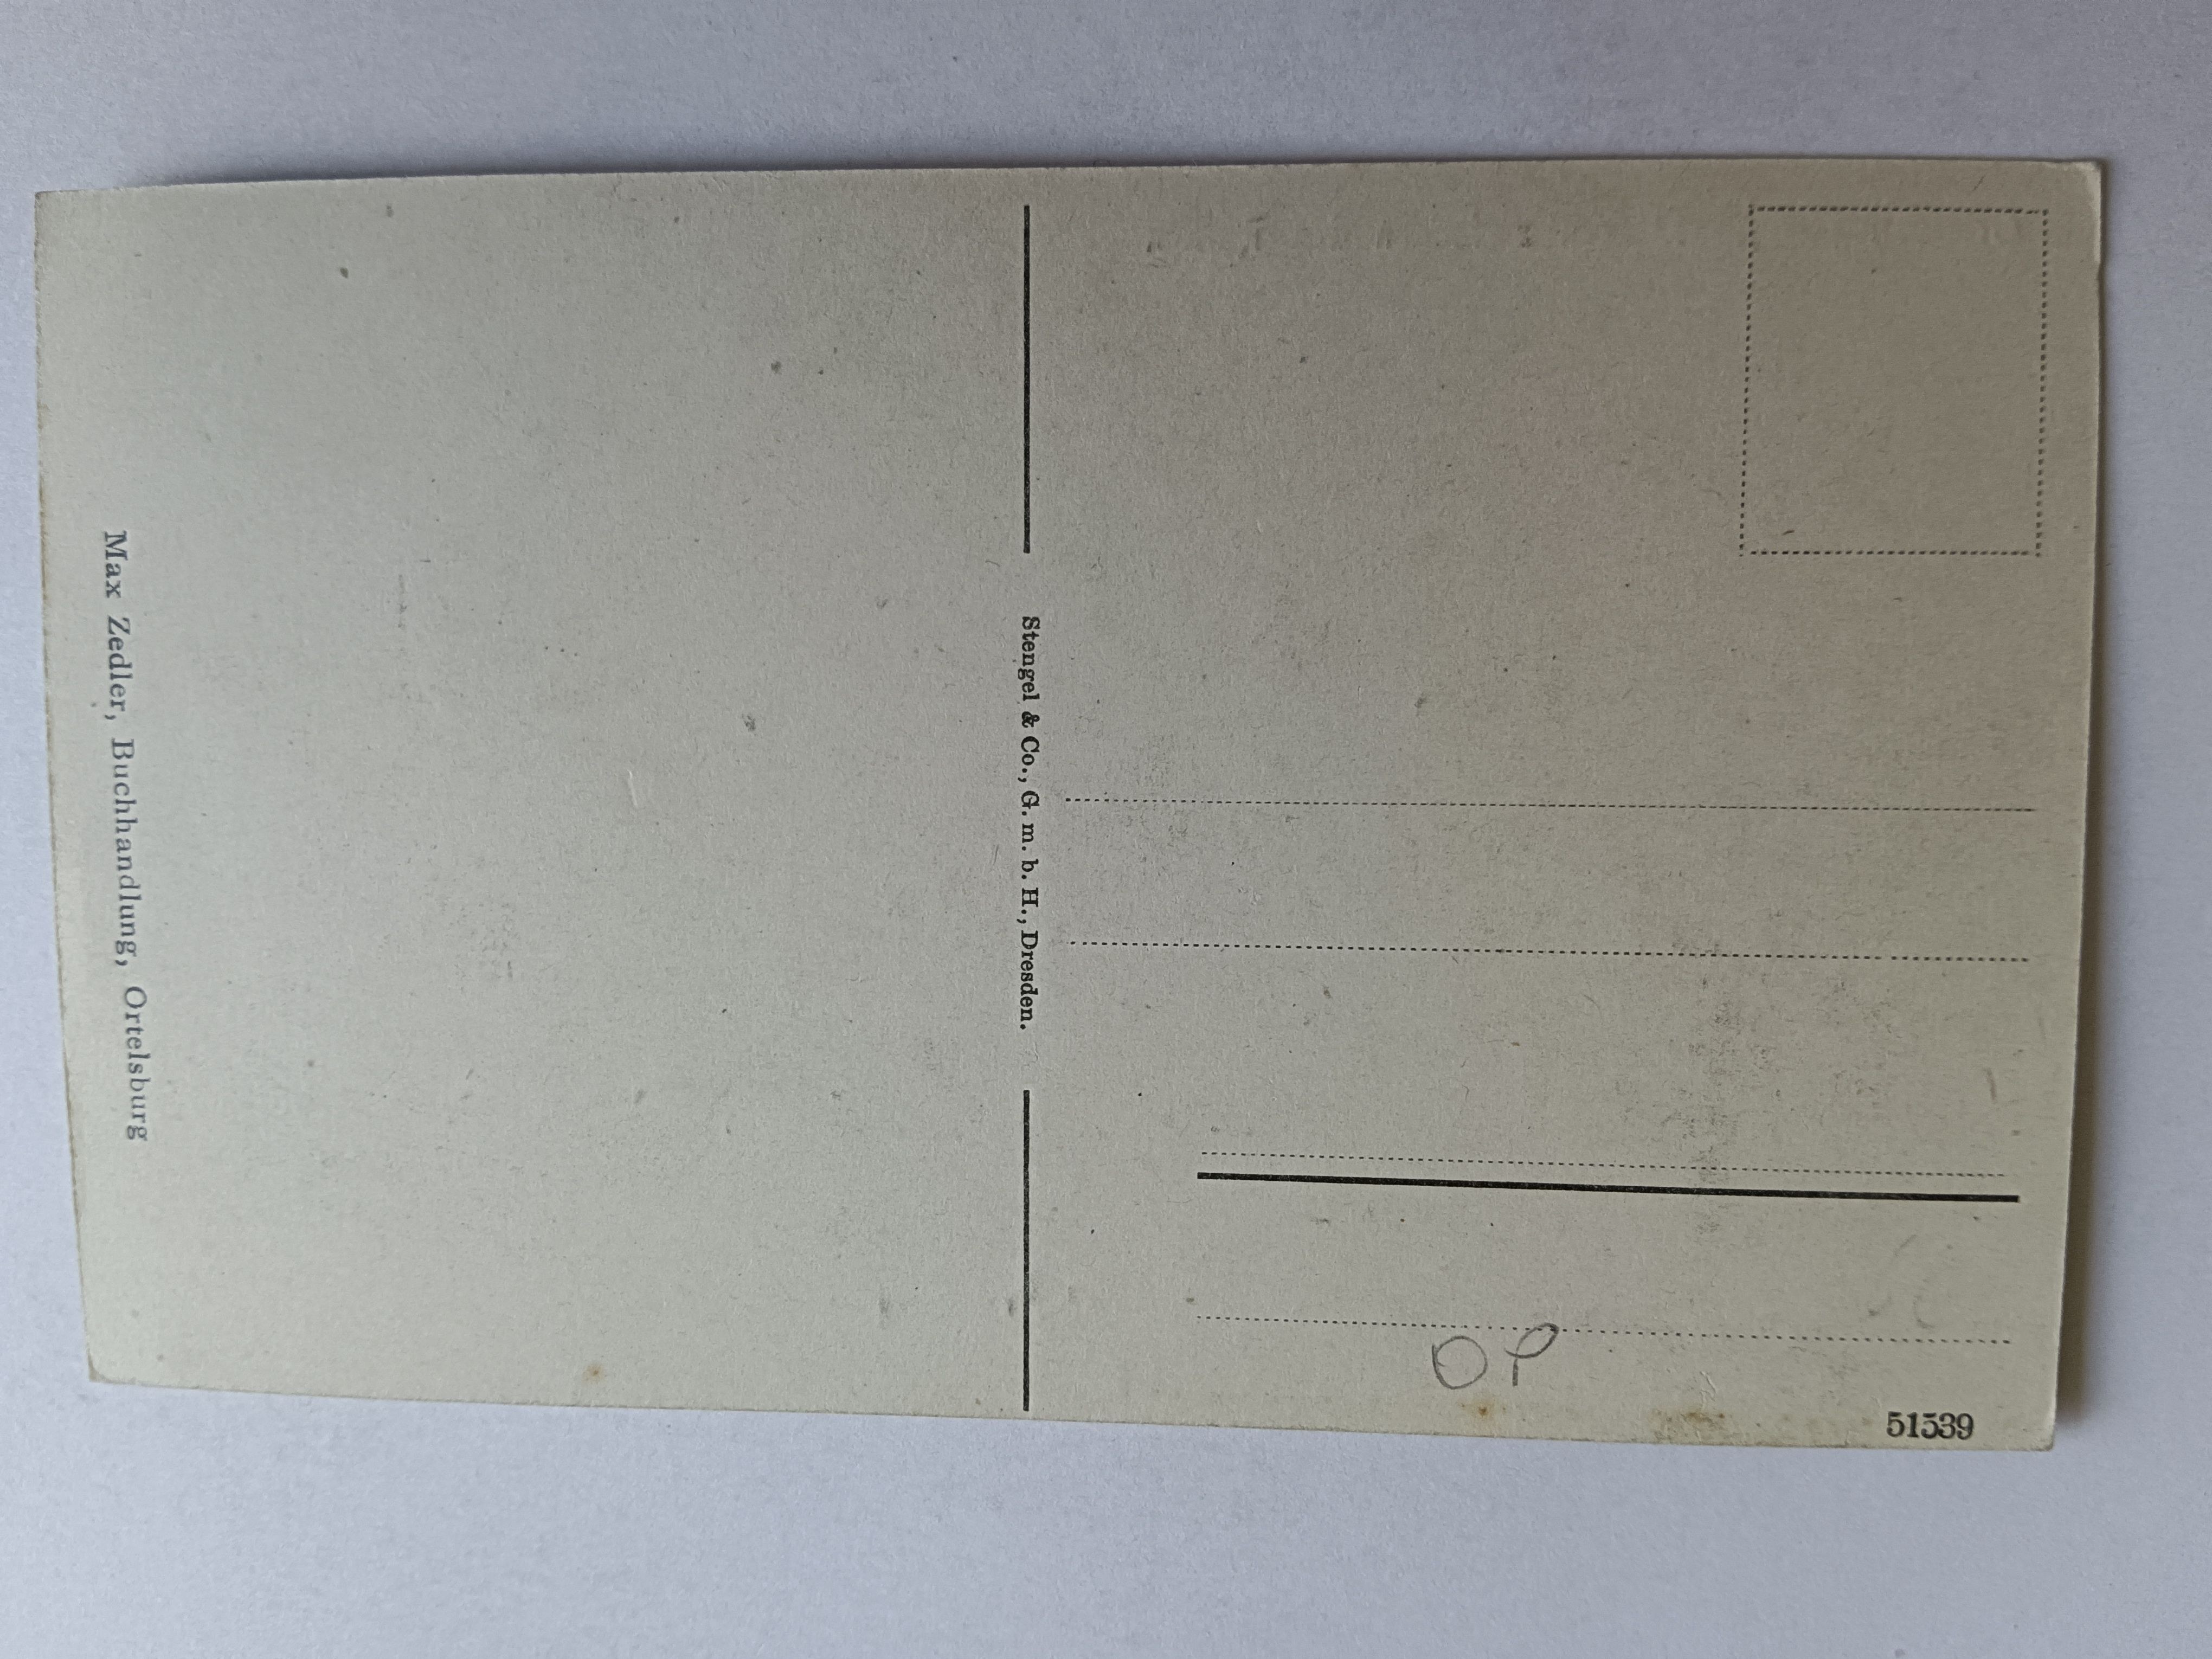 Max Zedler, Buchhandlung, Ortelsburg
Stengel & Co., G. m. b. H., Dresden.
OP
51539